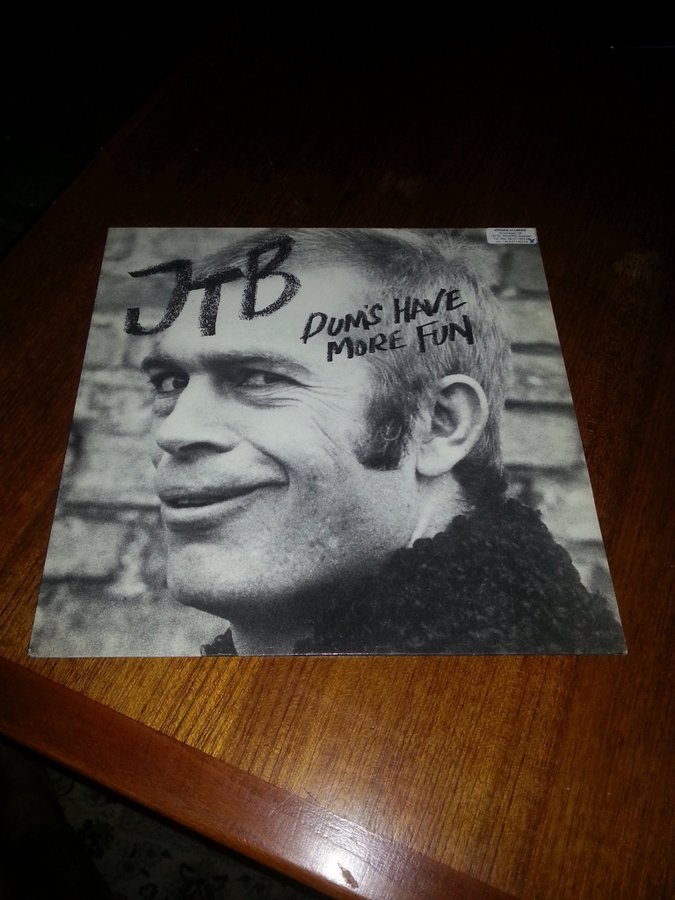 JTB
DUM'S HAVE
MORE FUN